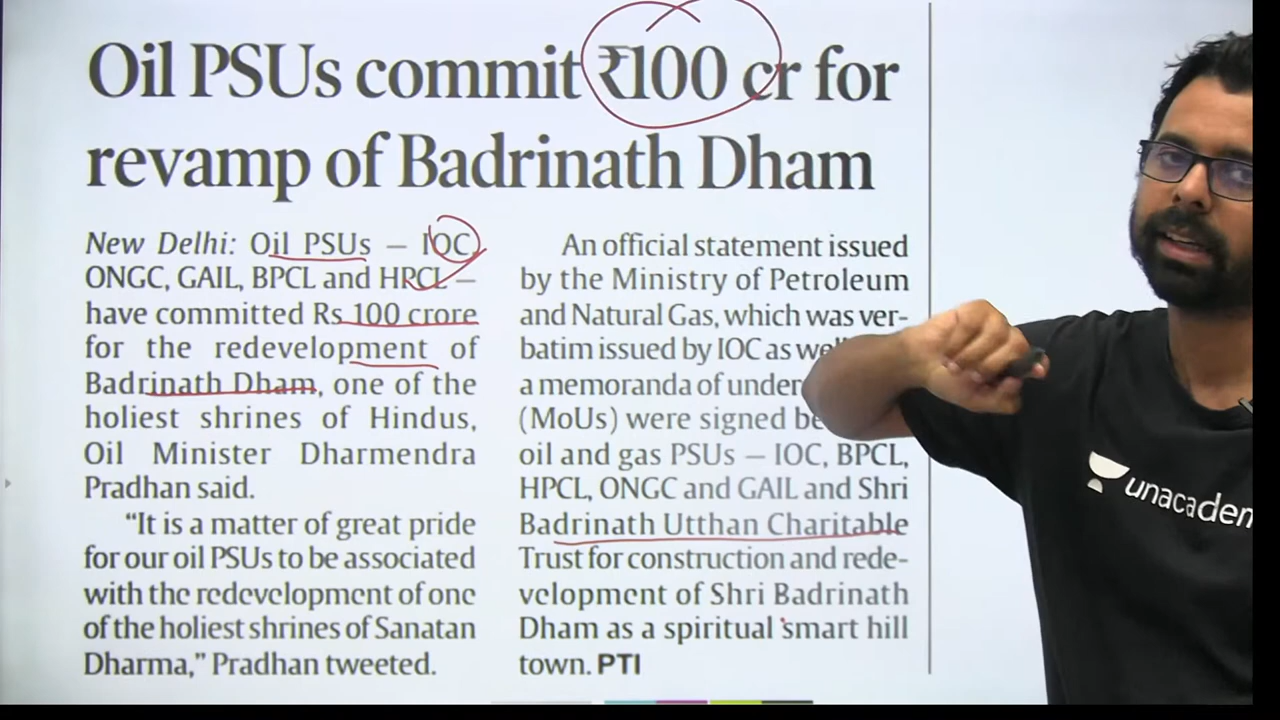 Oil PSUs commit ₹100 cr for
revamp of Badrinath Dham
New Delhi: Oil PSUs — IOC,
ONGC, GAIL, BPCL and HPCL —
have committed Rs 100 crore
for the redevelopment of
Badrinath Dham, one of the
holiest shrines of Hindus,
Oil Minister Dharmendra
Pradhan said.
“It is a matter of great pride
for our oil PSUs to be associated
with the redevelopment of one
of the holiest shrines of Sanatan
Dharma,” Pradhan tweeted.
An official statement issued
by the Ministry of Petroleum
and Natural Gas, which was ver-
batim issued by IOC as
a memoranda of
(MoUs) were signed
oil and gas PSUs — IOC, BPCL,
HPCL, ONGC and GAIL and Shri
Badrinath Utthan Charitable
Trust for construction and rede-
velopment of Shri Badrinath
Dham as a spiritual smart hill
town. PTI
unacadem